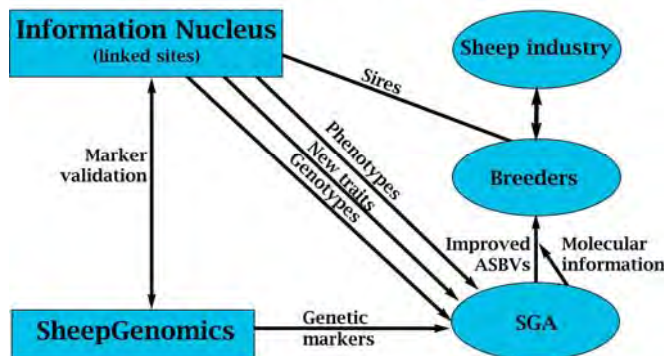 Information Nucleus
(linked sites)
Sheep industry
Sires
Phenotypes
New traits
Genotypes
Marker
validation
Breeders
Improved
ASBVs
Molecular
information
SheepGenomics
Genetic
markers
SGA